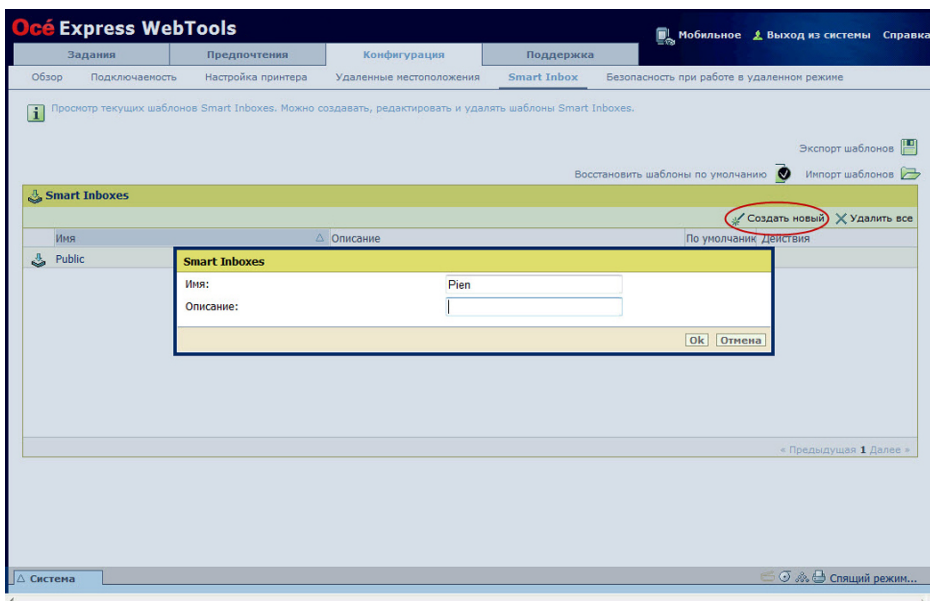 Océ Express WebTools
Мобильное Выход из системы Справка
Задания Предпочтения Конфигурация Поддержка
Обзор Подключаемость Настройка принтера Удаленные местоположения Smart Inbox Безопасность при работе в удаленном режиме
Просмотр текущих шаблонов Smart Inboxes. Можно создавать, редактировать и удалять шаблоны Smart Inboxes.
Экспорт шаблонов
Восстановить шаблоны по умолчанию Импорт шаблонов
Smart Inboxes
Создать новый Удалить все
Имя Описание По умолчанию Действия
Public
Smart Inboxes
Имя: Pien
Описание:
Ok Отмена
« Предыдущая 1 Далее »
Система Спящий режим...